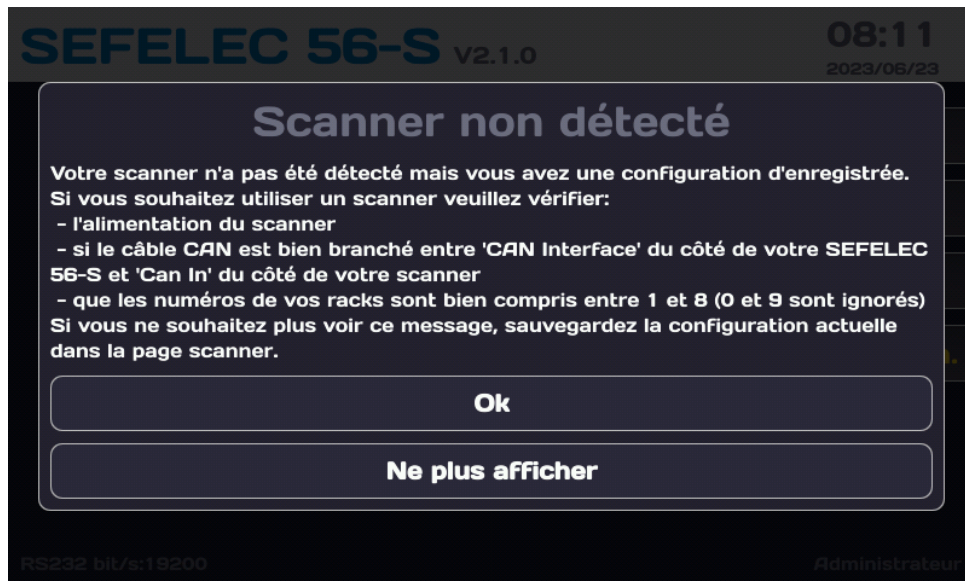 SEFELEC 56-S V2.1.0
08:11
2023/06/23
Scanner non détecté
Votre scanner n'a pas été détecté mais vous avez une configuration d'enregistrée.
Si vous souhaitez utiliser un scanner veuillez vérifier:
- l'alimentation du scanner
- si le câble CAN est bien branché entre 'CAN Interface' du côté de votre SEFELEC
56-S et 'Can In' du côté de votre scanner
- que les numéros de vos racks sont bien compris entre 1 et 8 (0 et 9 sont ignorés)
Si vous ne souhaitez plus voir ce message, sauvegardez la configuration actuelle
dans la page scanner.
Ok
Ne plus afficher
RS232 bit/s:19200
Administrateur